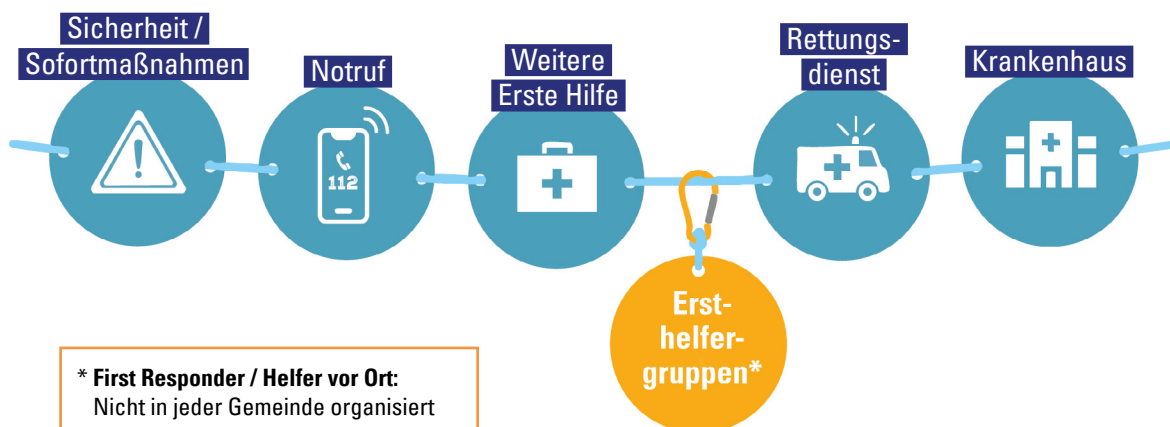 Sicherheit /
Sofortmaßnahmen
Notruf
112
Weitere
Erste Hilfe
Rettungs-
dienst
Krankenhaus
Erst-
helfer-
gruppen*
* First Responder / Helfer vor Ort:
Nicht in jeder Gemeinde organisiert